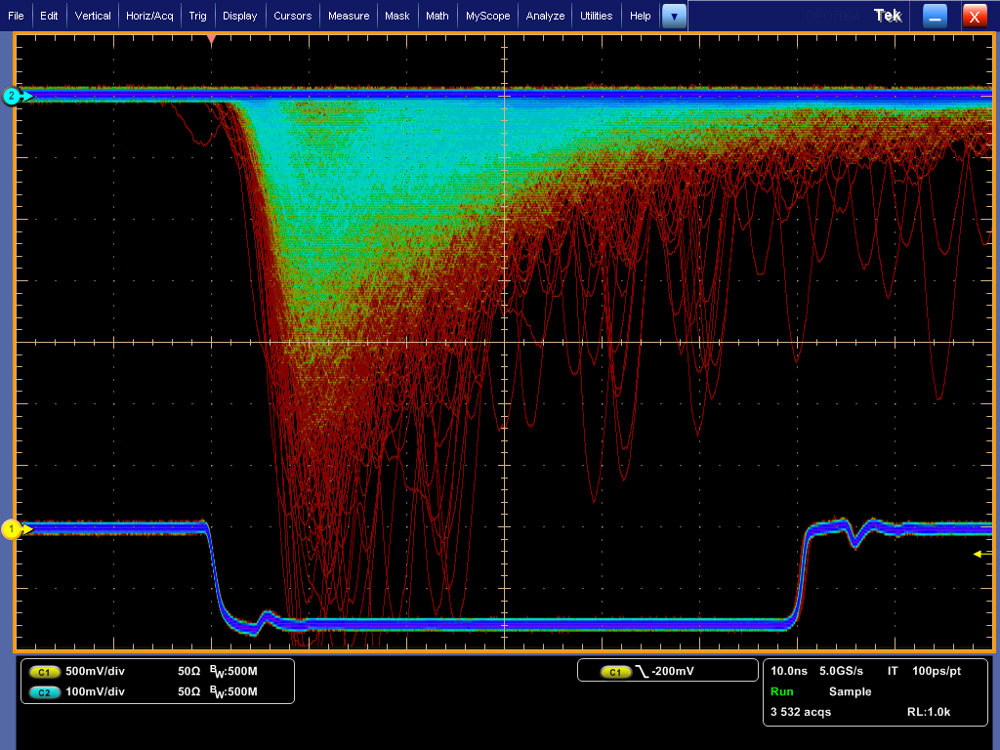 File Edit Vertical Horiz/Acq Trig Display Cursors Measure Mask Math MyScope Analyze Utilities Help Tek
2
1
C1 500mV/div 50Ω BW:500M
C2 100mV/div 50Ω BW:500M
C1 -200mV
10.0ns 5.0GS/s IT 100ps/pt
Run Sample
3 532 acqs RL:1.0k